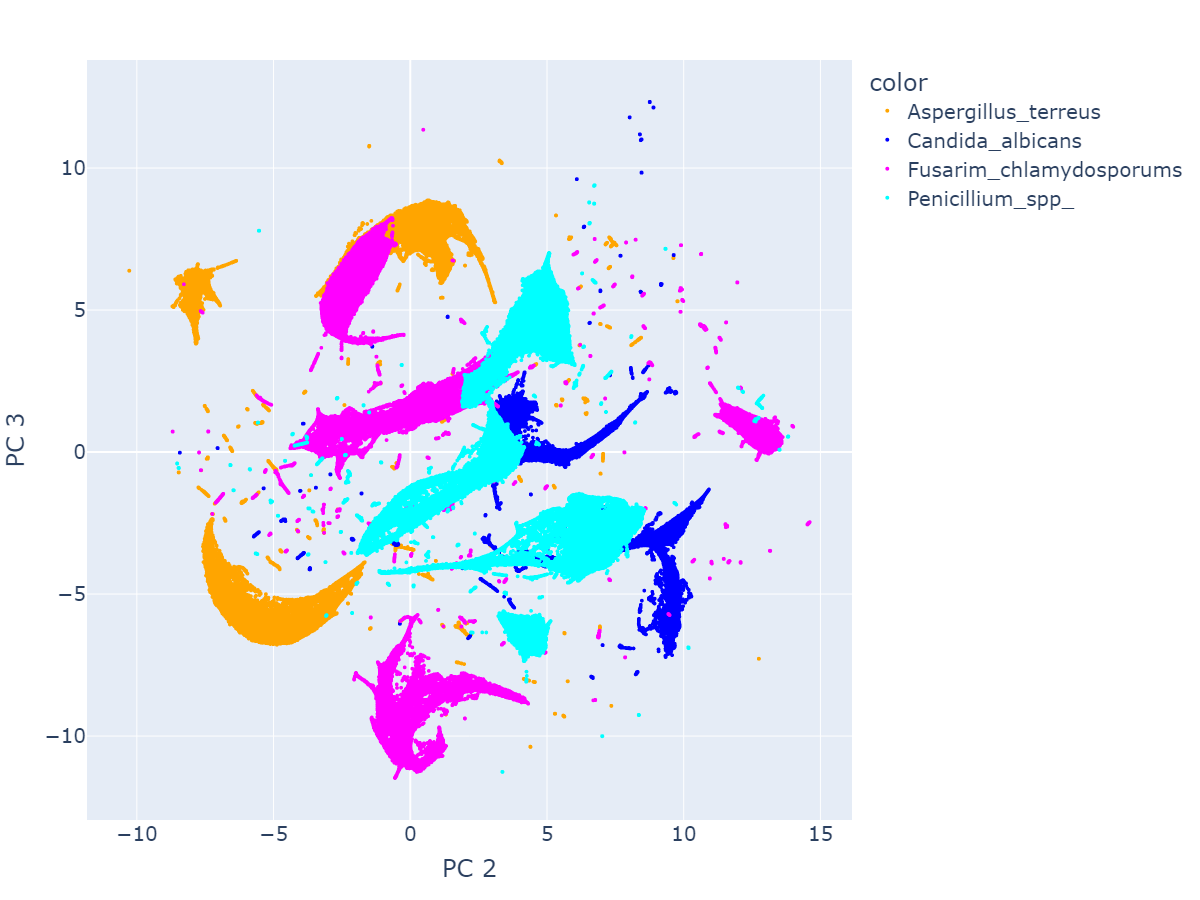 color
Aspergillus_terreus
Candida_albicans
Fusarim_chlamydosporums
Penicillium_spp_
PC 3
10
5
0
−5
−10
−10
−5
0
5
10
15
PC 2